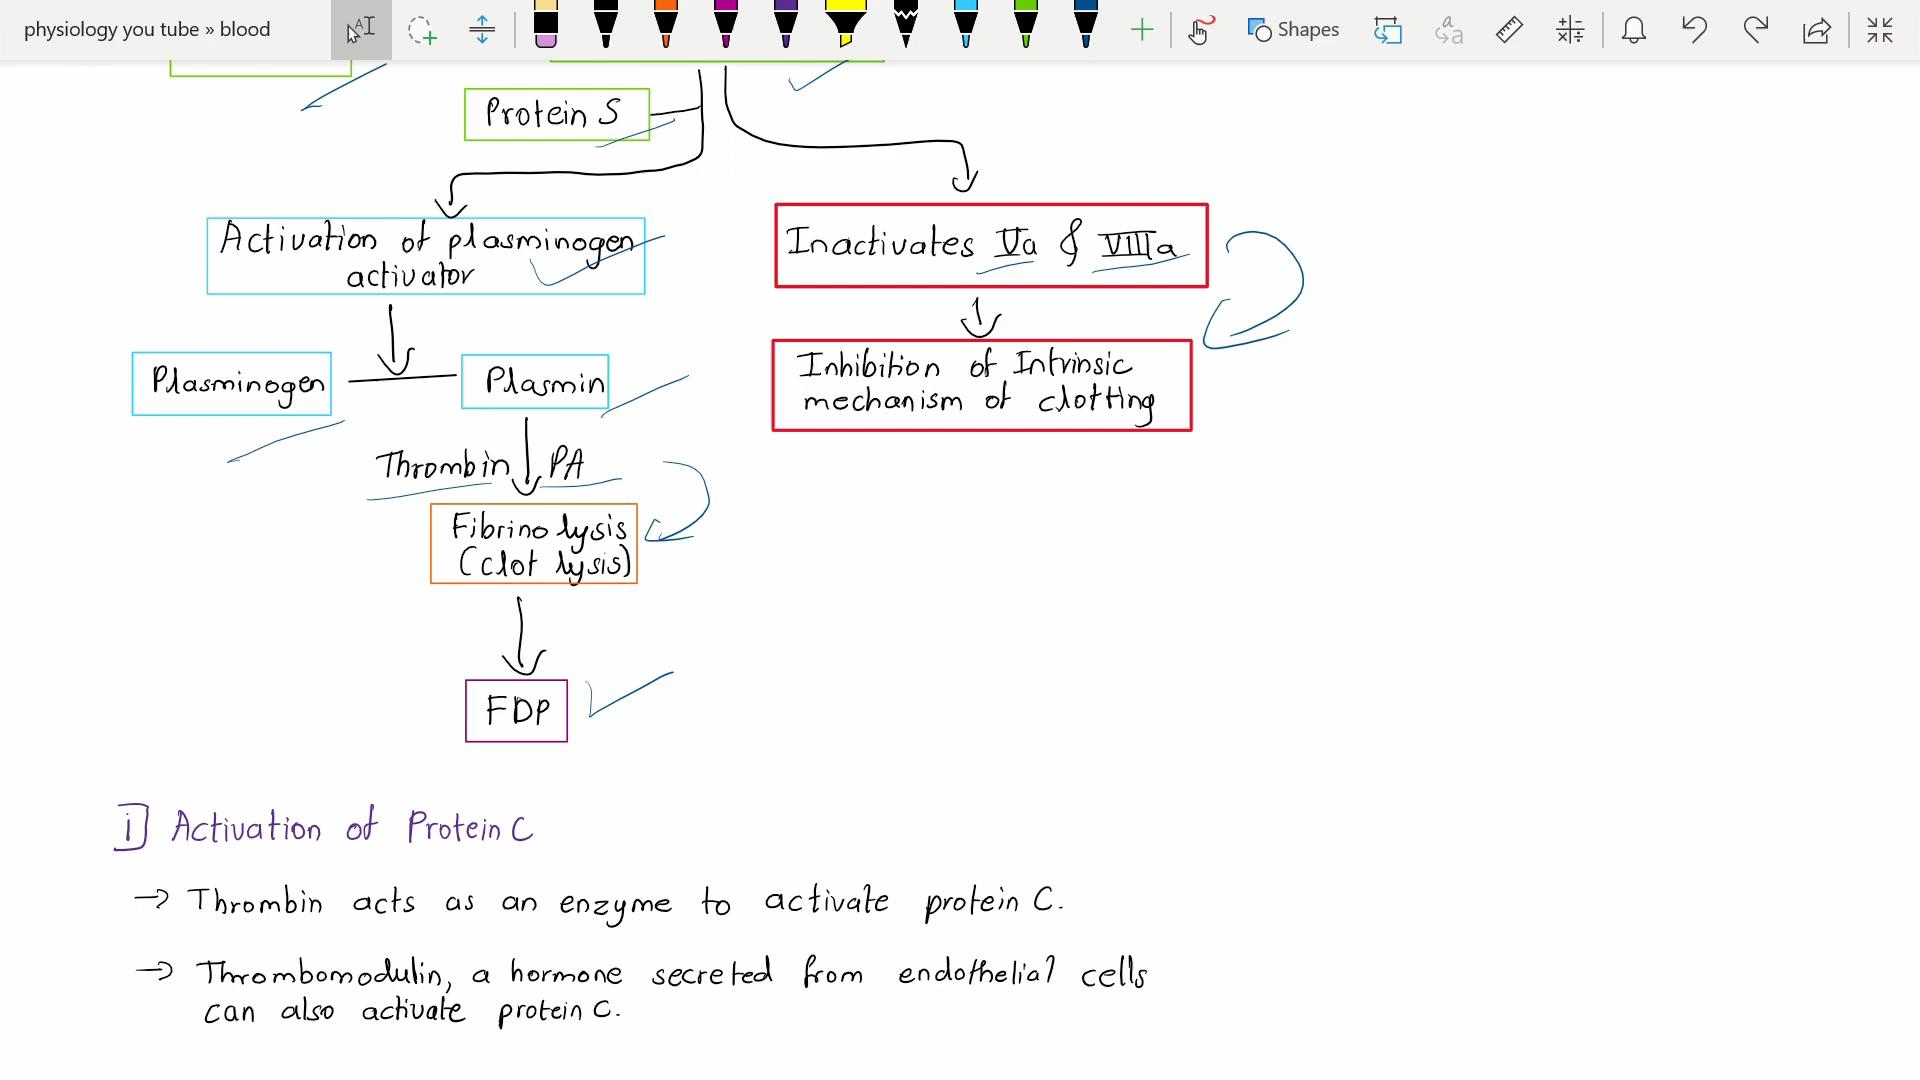 physiology you tube » blood
Shapes
Protein S
Activation of plasminogen
activator
Inactivates Va & VIIIa
Plasminogen
Plasmin
Inhibition of Intrinsic
mechanism of clotting
Thrombin PA
Fibrinolysis
(clot lysis)
FDP
i] Activation of Protein C
→ Thrombin acts as an enzyme to activate protein C.
→ Thrombomodulin, a hormone secreted from endothelial cells
can also activate protein C.